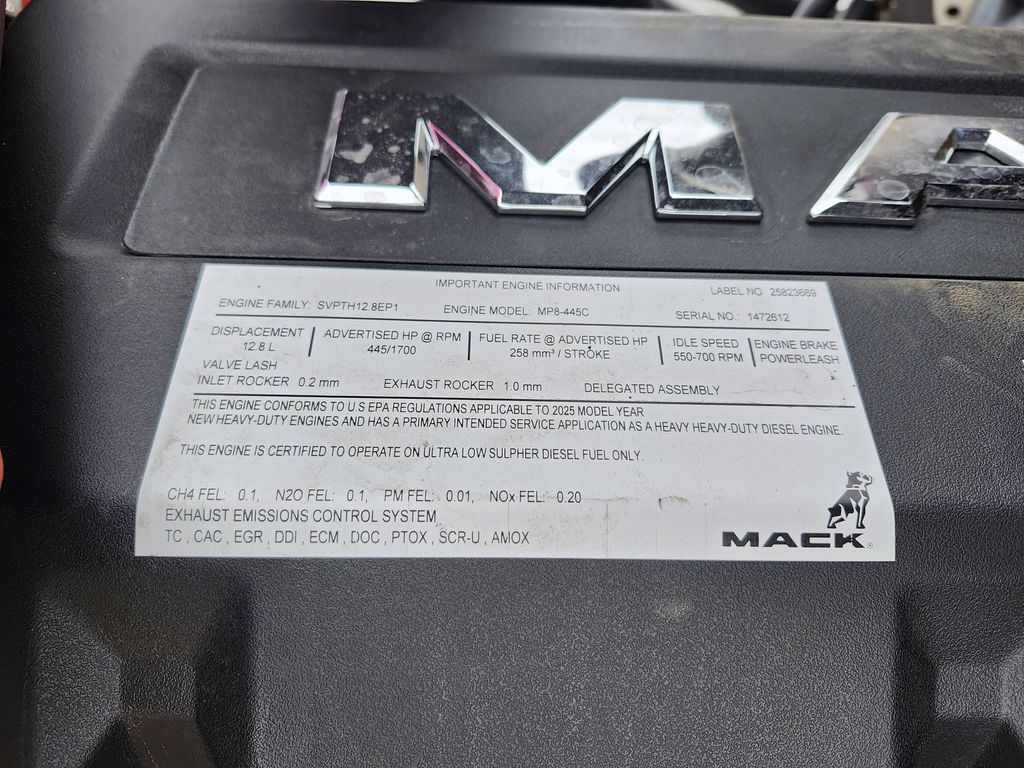 MA
IMPORTANT ENGINE INFORMATION LABEL NO 25823669
ENGINE FAMILY: SVPTH12.8EP1 ENGINE MODEL: MP8-445C SERIAL NO.: 1472612
DISPLACEMENT ADVERTISED HP @ RPM FUEL RATE @ ADVERTISED HP IDLE SPEED ENGINE BRAKE
12.8 L 445/1700 258 mm³ / STROKE 550-700 RPM POWERLEASH
VALVE LASH
INLET ROCKER 0.2 mm EXHAUST ROCKER 1.0 mm DELEGATED ASSEMBLY
THIS ENGINE CONFORMS TO U.S EPA REGULATIONS APPLICABLE TO 2025 MODEL YEAR
NEW HEAVY-DUTY ENGINES AND HAS A PRIMARY INTENDED SERVICE APPLICATION AS A HEAVY HEAVY-DUTY DIESEL ENGINE.
THIS ENGINE IS CERTIFIED TO OPERATE ON ULTRA LOW SULPHER DIESEL FUEL ONLY.
CH4 FEL: 0.1, N2O FEL: 0.1, PM FEL: 0.01, NOx FEL: 0.20
EXHAUST EMISSIONS CONTROL SYSTEM
TC , CAC , EGR , DDI , ECM , DOC , PTOX , SCR-U , AMOX
MACK